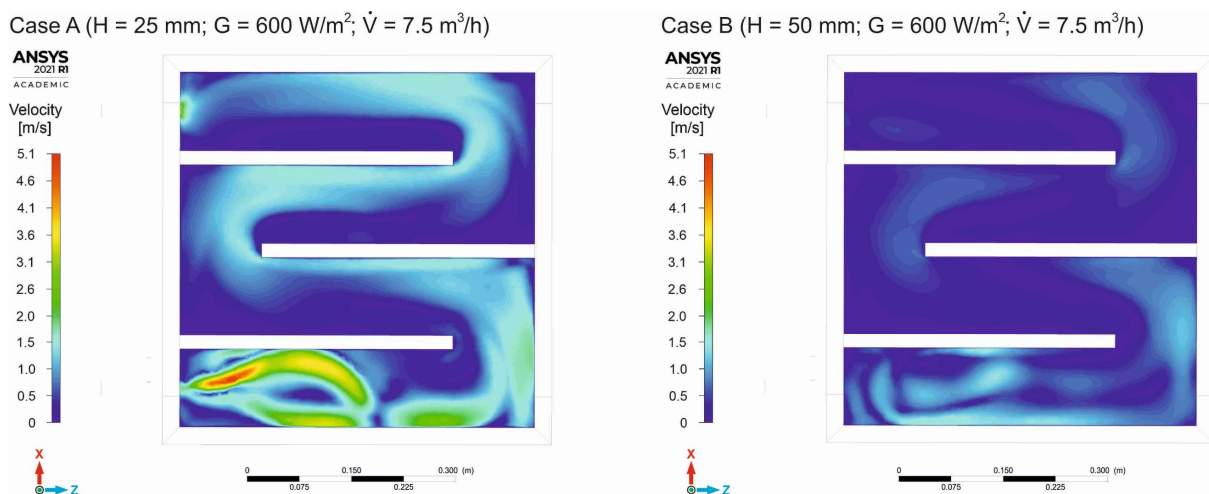 Case A (H = 25 mm; G = 600 W/m²; V̇ = 7.5 m³/h)
ANSYS
2021 R1
ACADEMIC
Velocity
[m/s]
5.1
4.6
4.1
3.6
3.1
2.6
2.0
1.5
1.0
0.5
0
X
Z
0
0.150
0.300 (m)
0.075
0.225
Case B (H = 50 mm; G = 600 W/m²; V̇ = 7.5 m³/h)
ANSYS
2021 R1
ACADEMIC
Velocity
[m/s]
5.1
4.6
4.1
3.6
3.1
2.6
2.0
1.5
1.0
0.5
0
X
Z
0
0.150
0.300 (m)
0.075
0.225